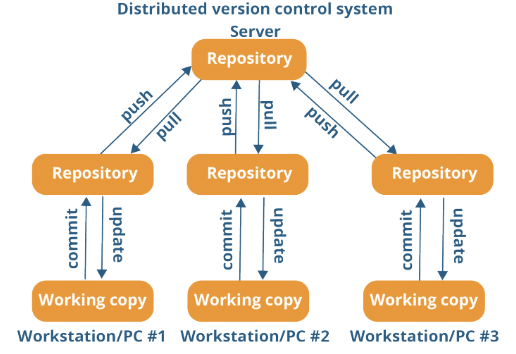 Distributed version control system
Server
Repository
push
pull
push
pull
pull
push
Repository
Repository
Repository
commit
update
commit
update
commit
update
Working copy
Working copy
Working copy
Workstation/PC #1
Workstation/PC #2
Workstation/PC #3